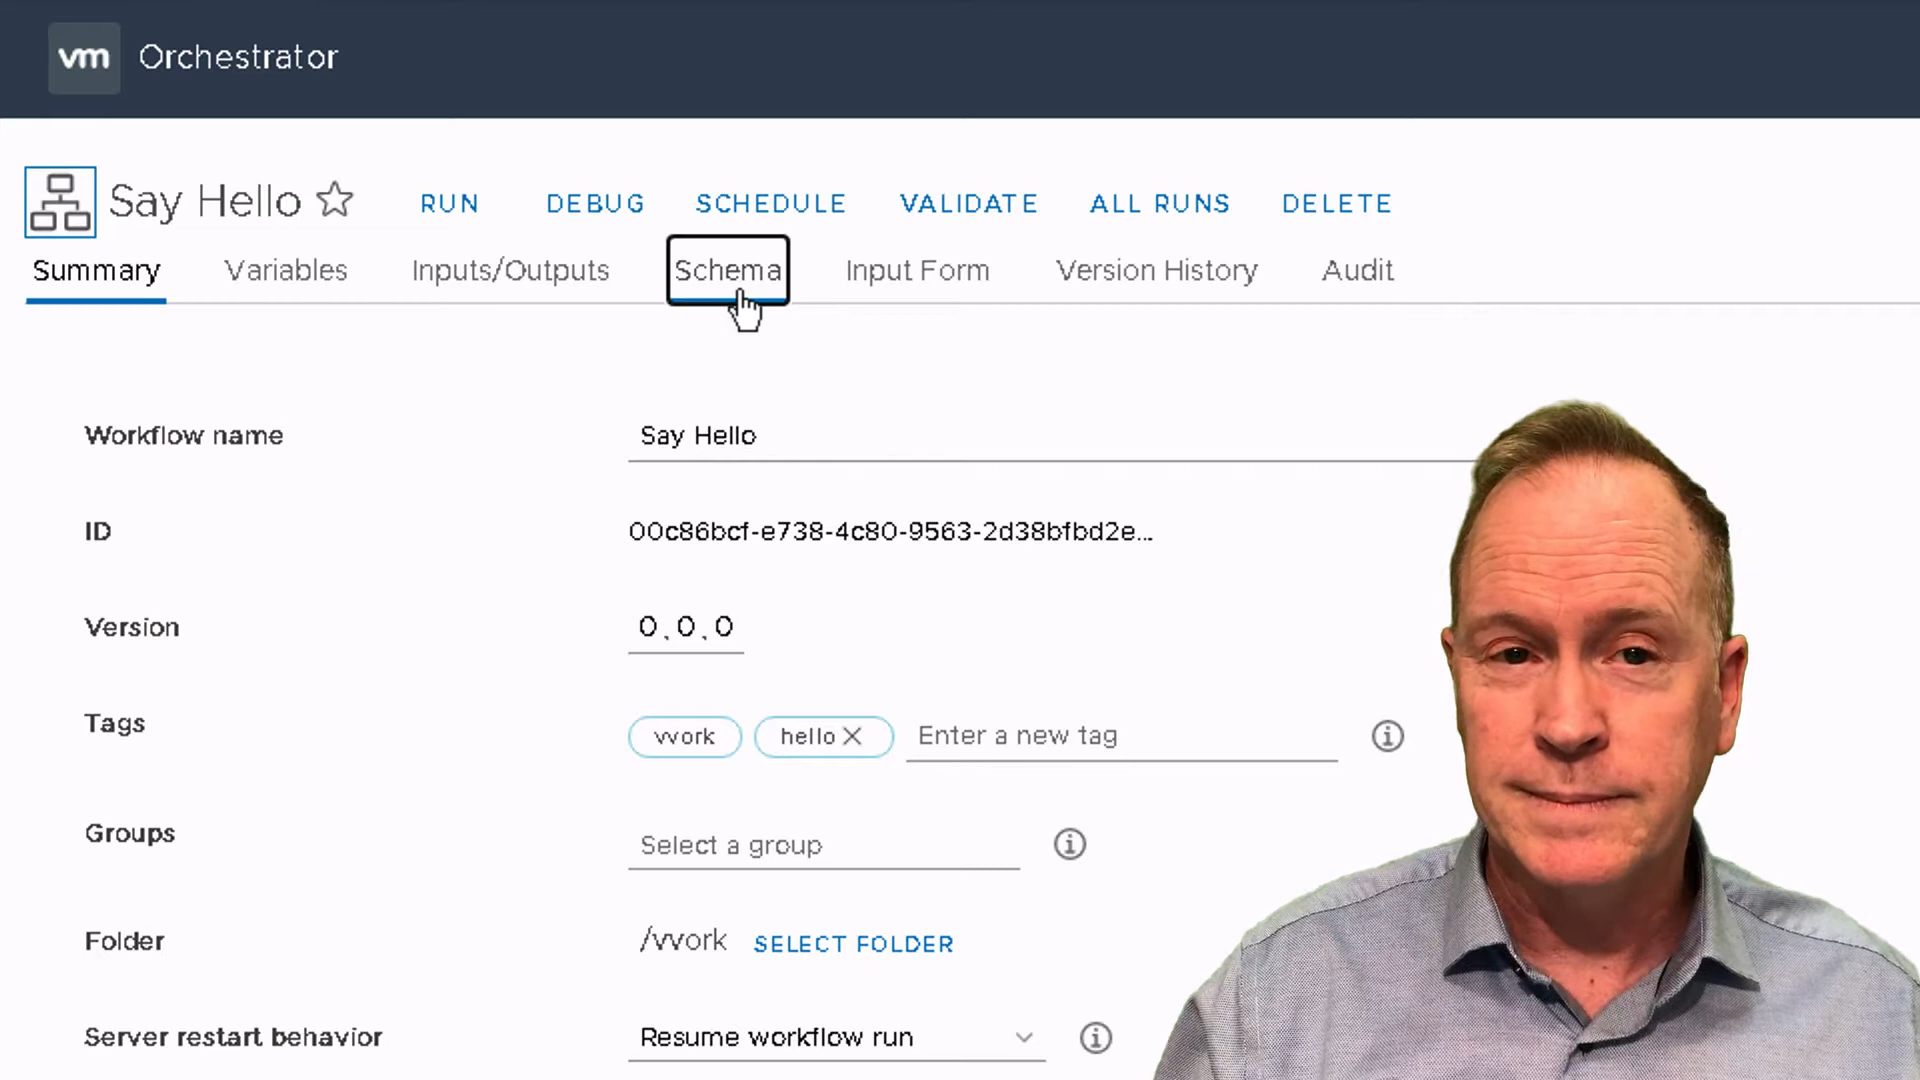 vm Orchestrator
Say Hello RUN DEBUG SCHEDULE VALIDATE ALL RUNS DELETE
Summary Variables Inputs/Outputs Schema Input Form Version History Audit
Workflow name Say Hello
ID 00c86bcf-e738-4c80-9563-2d38bfbd2e...
Version 0.0.0
Tags vvork hello Enter a new tag
Groups Select a group
Folder /vvork SELECT FOLDER
Server restart behavior Resume workflow run